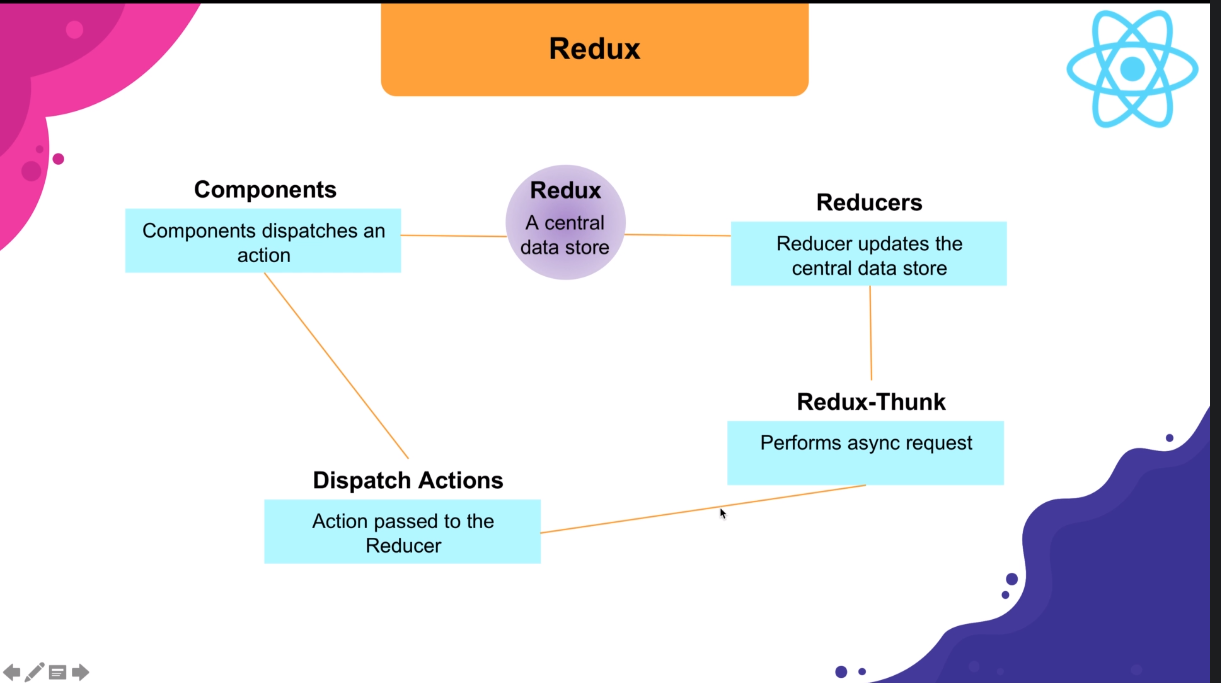 Redux
Components
Components dispatches an
action
Redux
A central
data store
Reducers
Reducer updates the
central data store
Redux-Thunk
Performs async request
Dispatch Actions
Action passed to the
Reducer